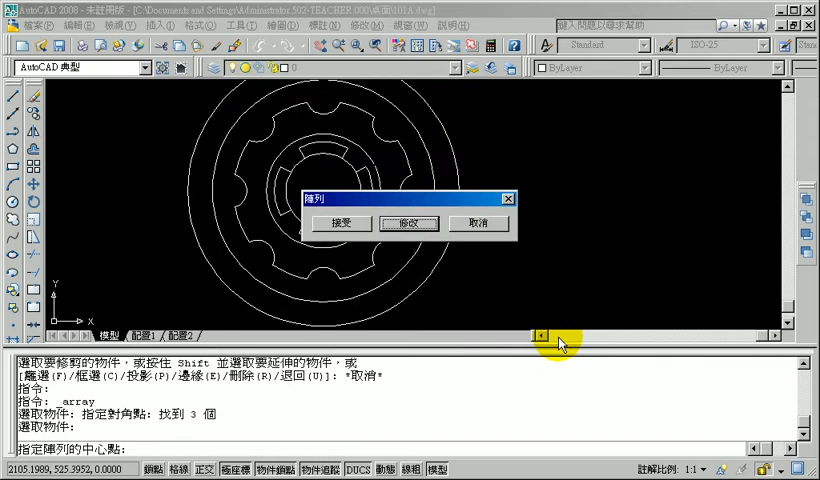 AutoCAD 2008 - 未註冊版 - [C:\Documents and Settings\Administrator.502-TEACHER.000\桌面\101A.dwg]
檔案(F) 編輯(E) 檢視(V) 插入(I) 格式(O) 工具(T) 繪圖(D) 標註(N) 修改(M) 視窗(W) 說明(H) 鍵入問題以尋求幫助
Standard ISO-25
AutoCAD 典型 0 ByLayer ByLayer
陣列
接受 修改 取消
Y
X
模型 配置1 配置2
選取要修剪的物件，或按住 Shift 並選取要延伸的物件，或
[籬選(F)/框選(C)/投影(P)/邊緣(E)/刪除(R)/退回(U)]: *取消*
指令:
指令: _array
選取物件: 指定對角點: 找到 3 個
選取物件:
指定陣列的中心點:
2105.1989, 525.3952, 0.0000 鎖點 格線 正交 極座標 物件鎖點 物件追蹤 DUCS 動態 線粗 模型 註解比例: 1:1